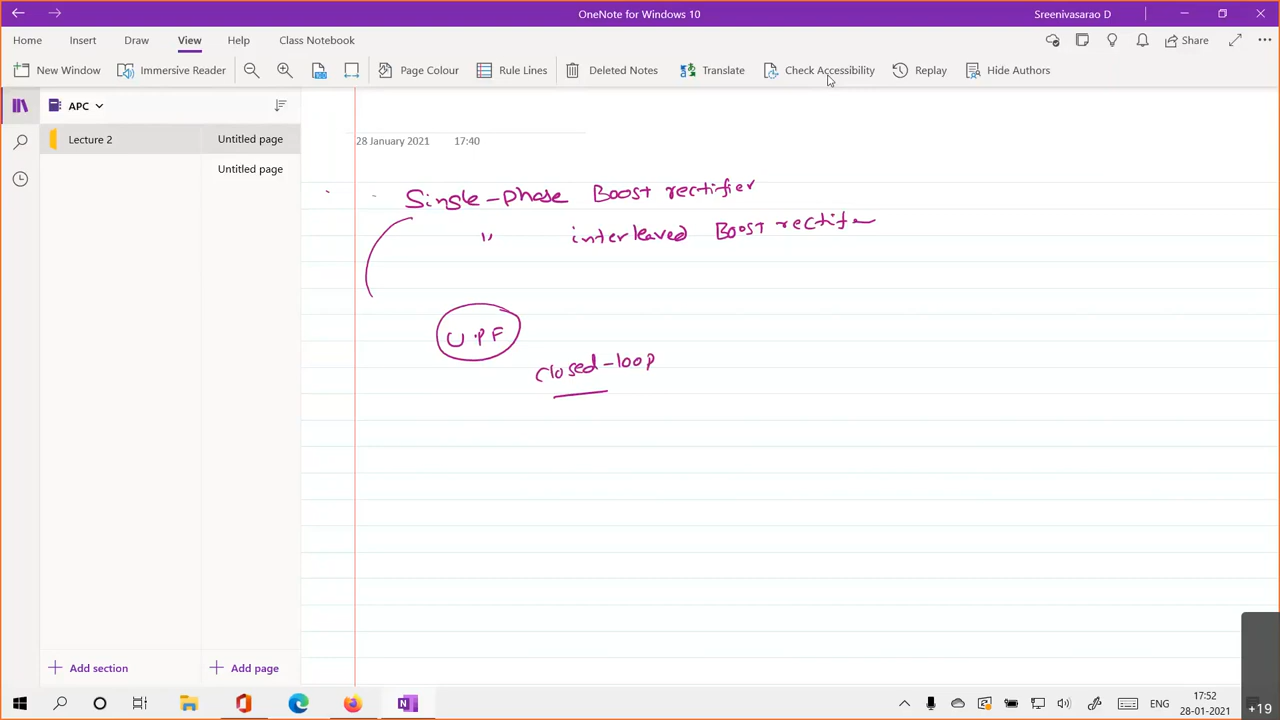 OneNote for Windows 10
Sreenivasarao D
Home Insert Draw View Help Class Notebook
Share
New Window Immersive Reader Page Colour Rule Lines Deleted Notes Translate Check Accessibility Replay Hide Authors
APC
Lecture 2
Untitled page
Untitled page
28 January 2021 17:40
Single-phase Boost rectifier
" interleaved Boost rectifier
U.P.F
closed-loop
Add section
Add page
ENG
17:52
28-01-2021
+19